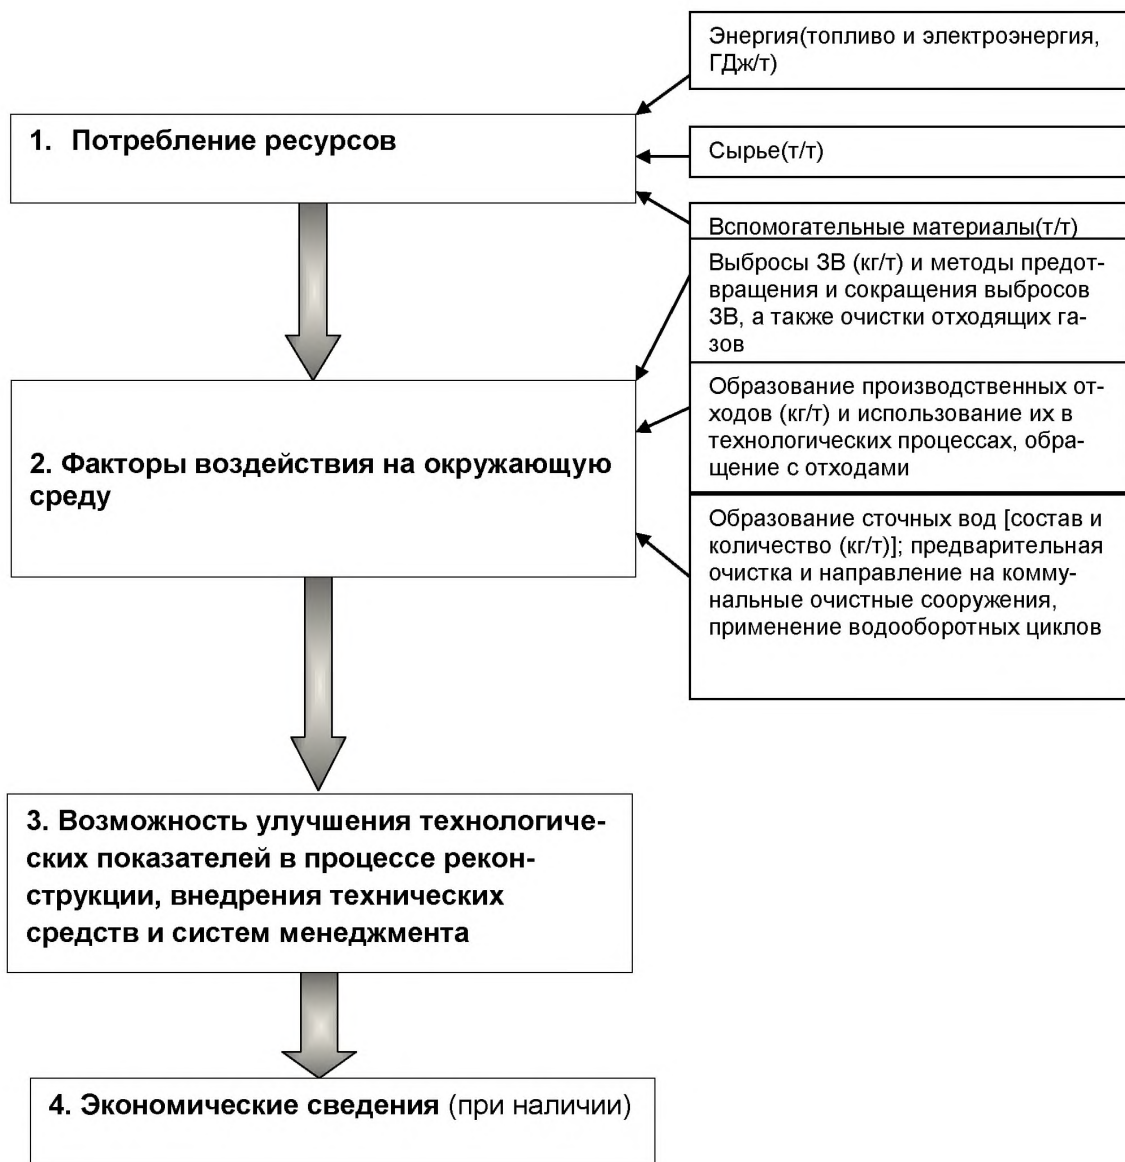 Энергия(топливо и электроэнергия,
ГДж/т)
1. Потребление ресурсов
Сырье(т/т)
Вспомогательные материалы(т/т)
Выбросы ЗВ (кг/т) и методы предот-
вращения и сокращения выбросов
ЗВ, а также очистки отходящих га-
зов
Образование производственных от-
ходов (кг/т) и использование их в
технологических процессах, обра-
щение с отходами
2. Факторы воздействия на окружающую
среду
Образование сточных вод [состав и
количество (кг/т)]; предварительная
очистка и направление на комму-
нальные очистные сооружения,
применение водооборотных циклов
3. Возможность улучшения технологиче-
ских показателей в процессе рекон-
струкции, внедрения технических
средств и систем менеджмента
4. Экономические сведения (при наличии)